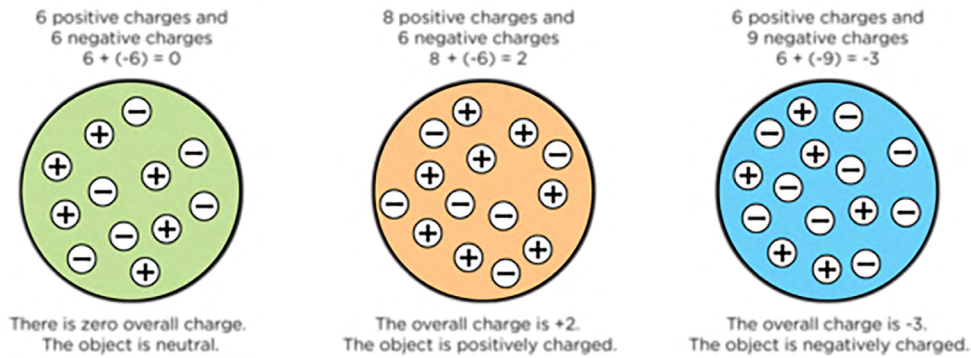 6 positive charges and
6 negative charges
6 + (-6) = 0
8 positive charges and
6 negative charges
8 + (-6) = 2
6 positive charges and
9 negative charges
6 + (-9) = -3
There is zero overall charge.
The object is neutral.
The overall charge is +2.
The object is positively charged.
The overall charge is -3.
The object is negatively charged.